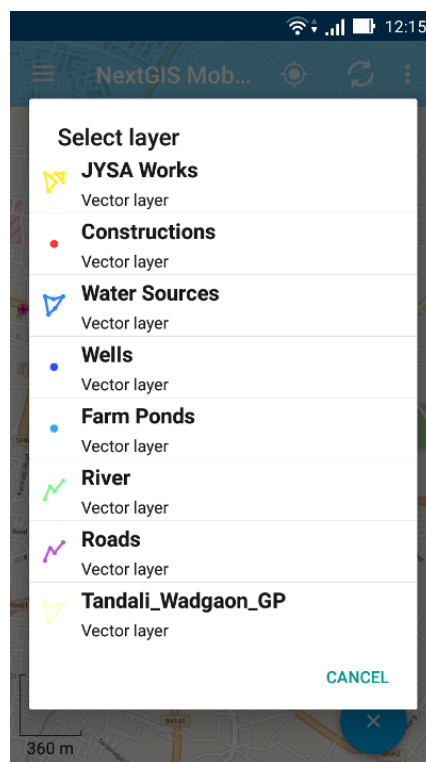 12:15
NextGIS Mob...
Select layer
JYSA Works
Vector layer
Constructions
Vector layer
Water Sources
Vector layer
Wells
Vector layer
Farm Ponds
Vector layer
River
Vector layer
Roads
Vector layer
Tandali_Wadgaon_GP
Vector layer
CANCEL
SH141
360 m